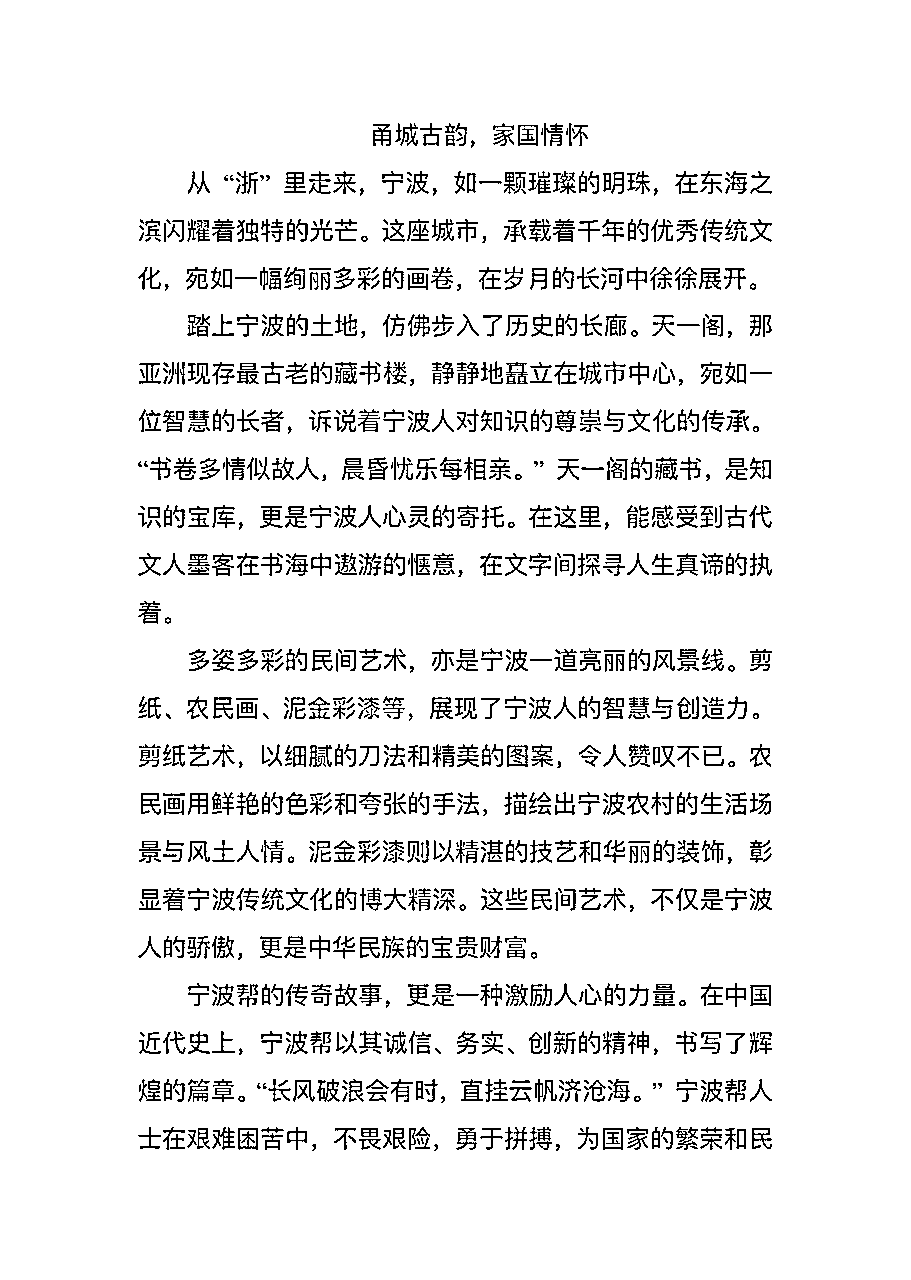 甬城古韵，家国情怀
从“浙”里走来，宁波，如一颗璀璨的明珠，在东海之
滨闪耀着独特的光芒。这座城市，承载着千年的优秀传统文
化，宛如一幅绚丽多彩的画卷，在岁月的长河中徐徐展开。
踏上宁波的土地，仿佛步入了历史的长廊。天一阁，那
亚洲现存最古老的藏书楼，静静地矗立在城市中心，宛如一
位智慧的长者，诉说着宁波人对知识的尊崇与文化的传承。
“书卷多情似故人，晨昏忧乐每相亲。”天一阁的藏书，是知
识的宝库，更是宁波人心灵的寄托。在这里，能感受到古代
文人墨客在书海中遨游的惬意，在文字间探寻人生真谛的执
着。
多姿多彩的民间艺术，亦是宁波一道亮丽的风景线。剪
纸、农民画、泥金彩漆等，展现了宁波人的智慧与创造力。
剪纸艺术，以细腻的刀法和精美的图案，令人赞叹不已。农
民画用鲜艳的色彩和夸张的手法，描绘出宁波农村的生活场
景与风土人情。泥金彩漆则以精湛的技艺和华丽的装饰，彰
显着宁波传统文化的博大精深。这些民间艺术，不仅是宁波
人的骄傲，更是中华民族的宝贵财富。
宁波帮的传奇故事，更是一种激励人心的力量。在中国
近代史上，宁波帮以其诚信、务实、创新的精神，书写了辉
煌的篇章。“长风破浪会有时，直挂云帆济沧海。”宁波帮人
士在艰难困苦中，不畏艰险，勇于拼搏，为国家的繁荣和民